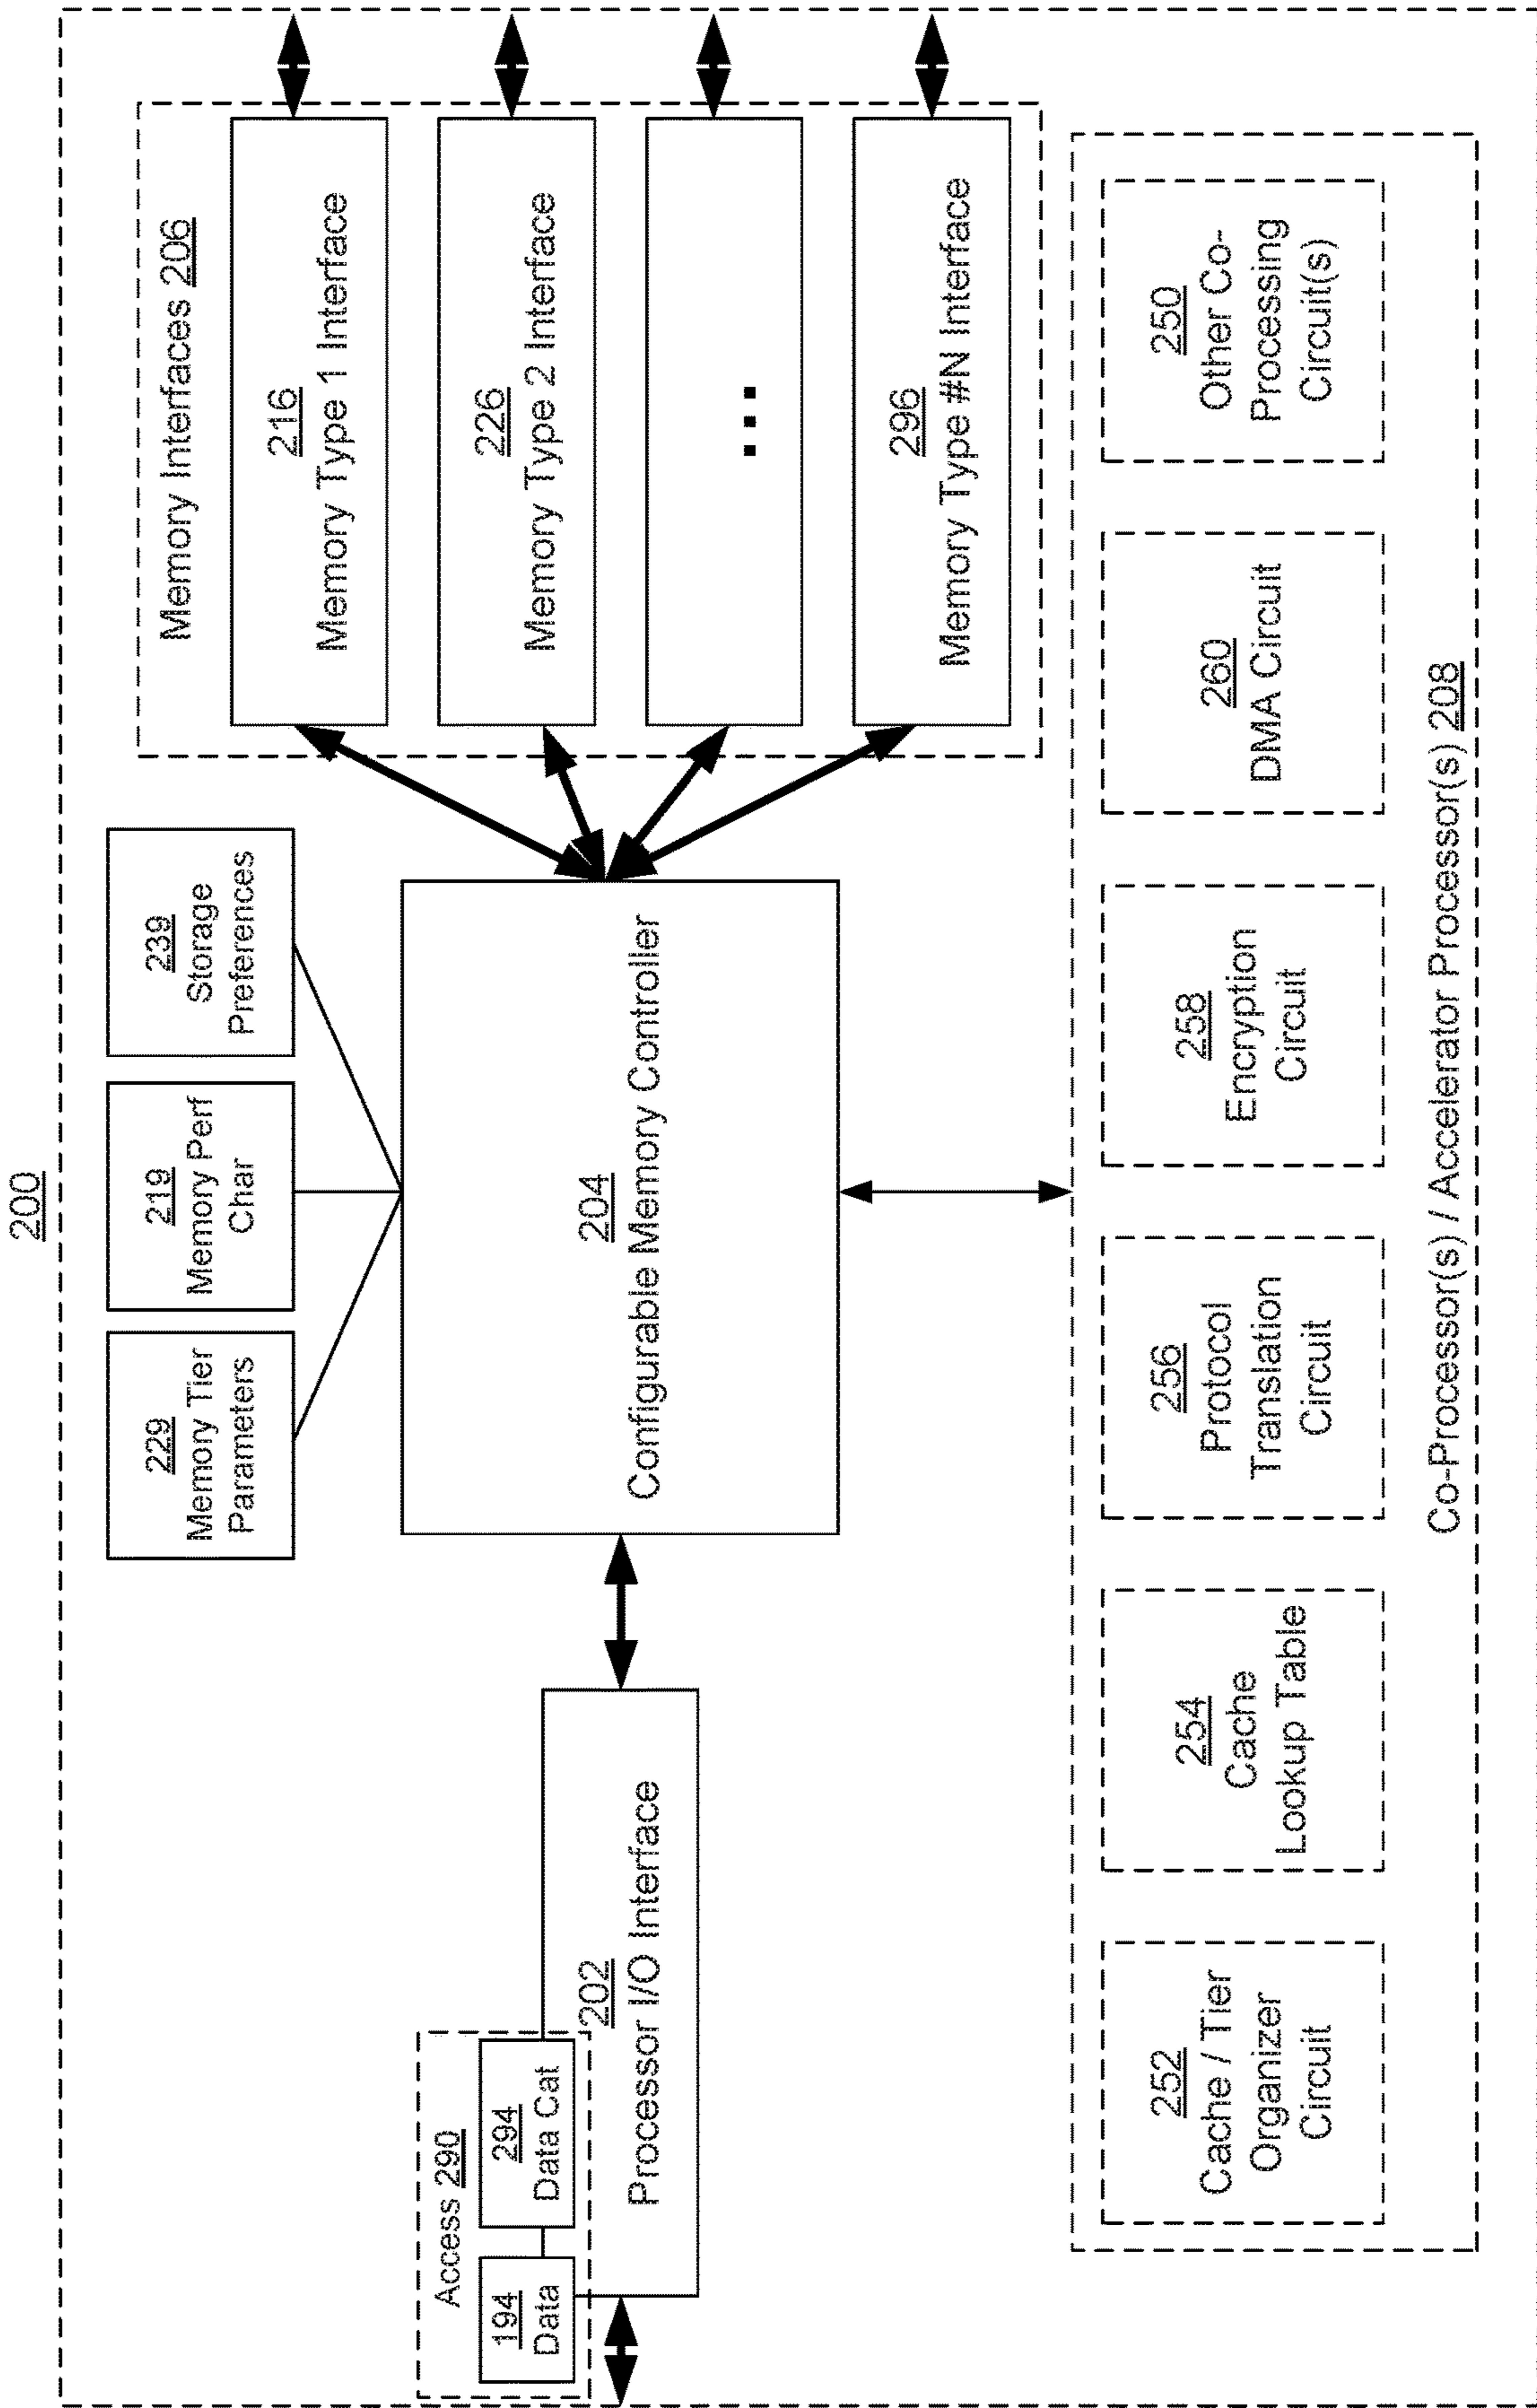 200
229
Memory Tier
Parameters
219
Memory Perf
Char
239
Storage
Preferences
Memory Interfaces 206
216
Memory Type 1 Interface
226
Memory Type 2 Interface
...
296
Memory Type #N Interface
Access 290
194
Data
294
Data Cat
202
Processor I/O Interface
204
Configurable Memory Controller
252
Cache / Tier
Organizer
Circuit
254
Cache
Lookup Table
256
Protocol
Translation
Circuit
258
Encryption
Circuit
260
DMA Circuit
250
Other Co-
Processing
Circuit(s)
Co-Processor(s) / Accelerator Processor(s) 208